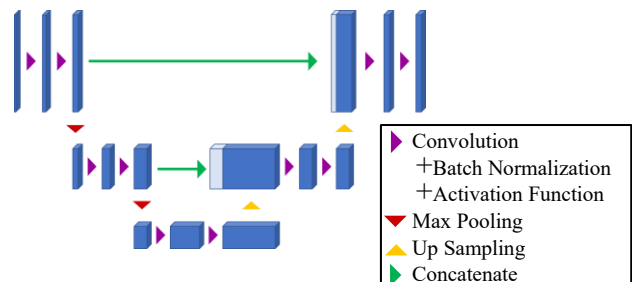 Convolution
+Batch Normalization
+Activation Function
Max Pooling
Up Sampling
Concatenate